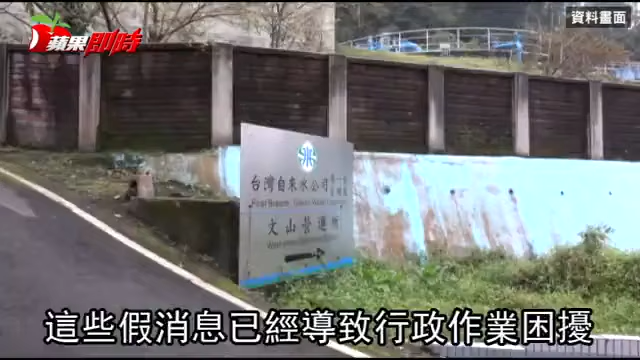 蘋果即時
資料畫面
台灣自來水公司
文山營運所
這些假消息已經導致行政作業困擾